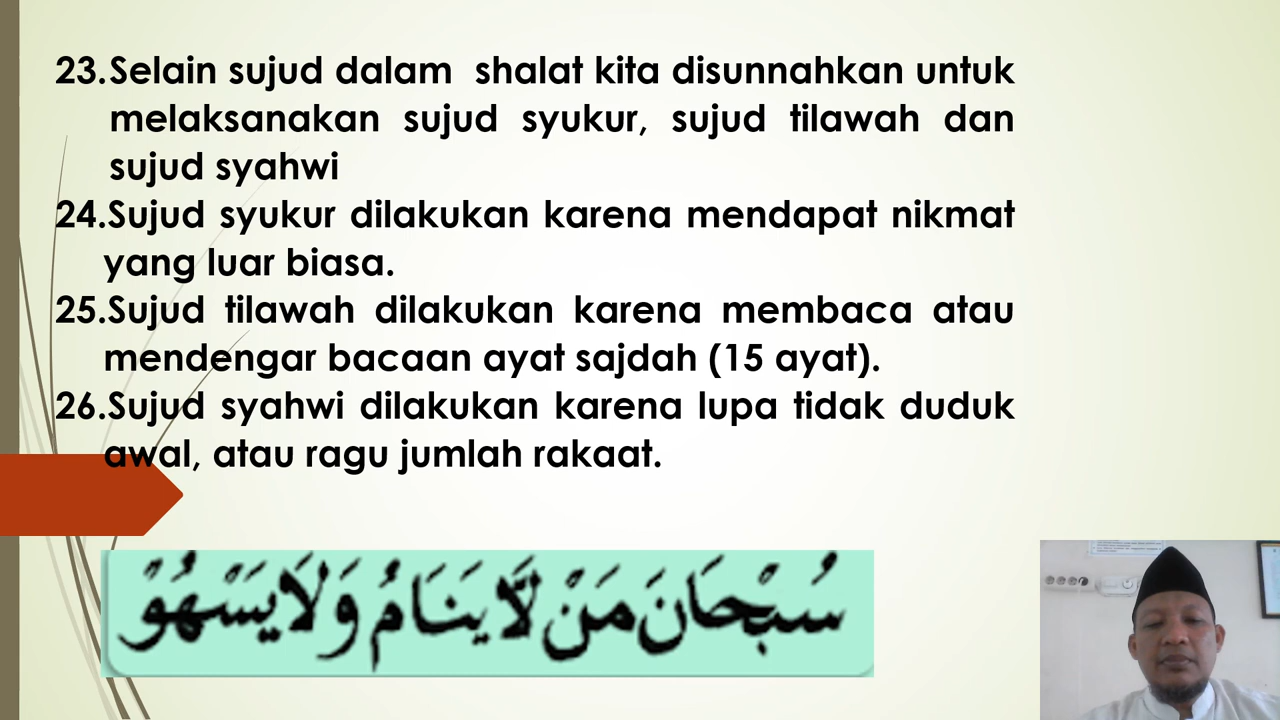 23.Selain sujud dalam shalat kita disunnahkan untuk
melaksanakan sujud syukur, sujud tilawah dan
sujud syahwi
24.Sujud syukur dilakukan karena mendapat nikmat
yang luar biasa.
25.Sujud tilawah dilakukan karena membaca atau
mendengar bacaan ayat sajdah (15 ayat).
26.Sujud syahwi dilakukan karena lupa tidak duduk
awal, atau ragu jumlah rakaat.
سُبْحَانَ مَنْ لَّا يَنَامُ وَلَا يَسْهُوْ